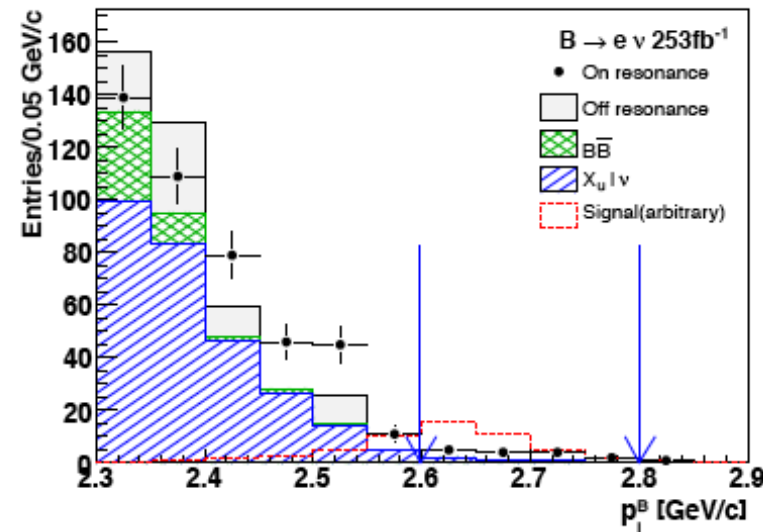 B → e ν 253fb⁻¹
On resonance
Off resonance
BB̅
Xᵤ l ν
Signal(arbitrary)
Entries/0.05 GeV/c
160
140
120
100
80
60
40
20
0
2.3 2.4 2.5 2.6 2.7 2.8 2.9
p_l^B [GeV/c]